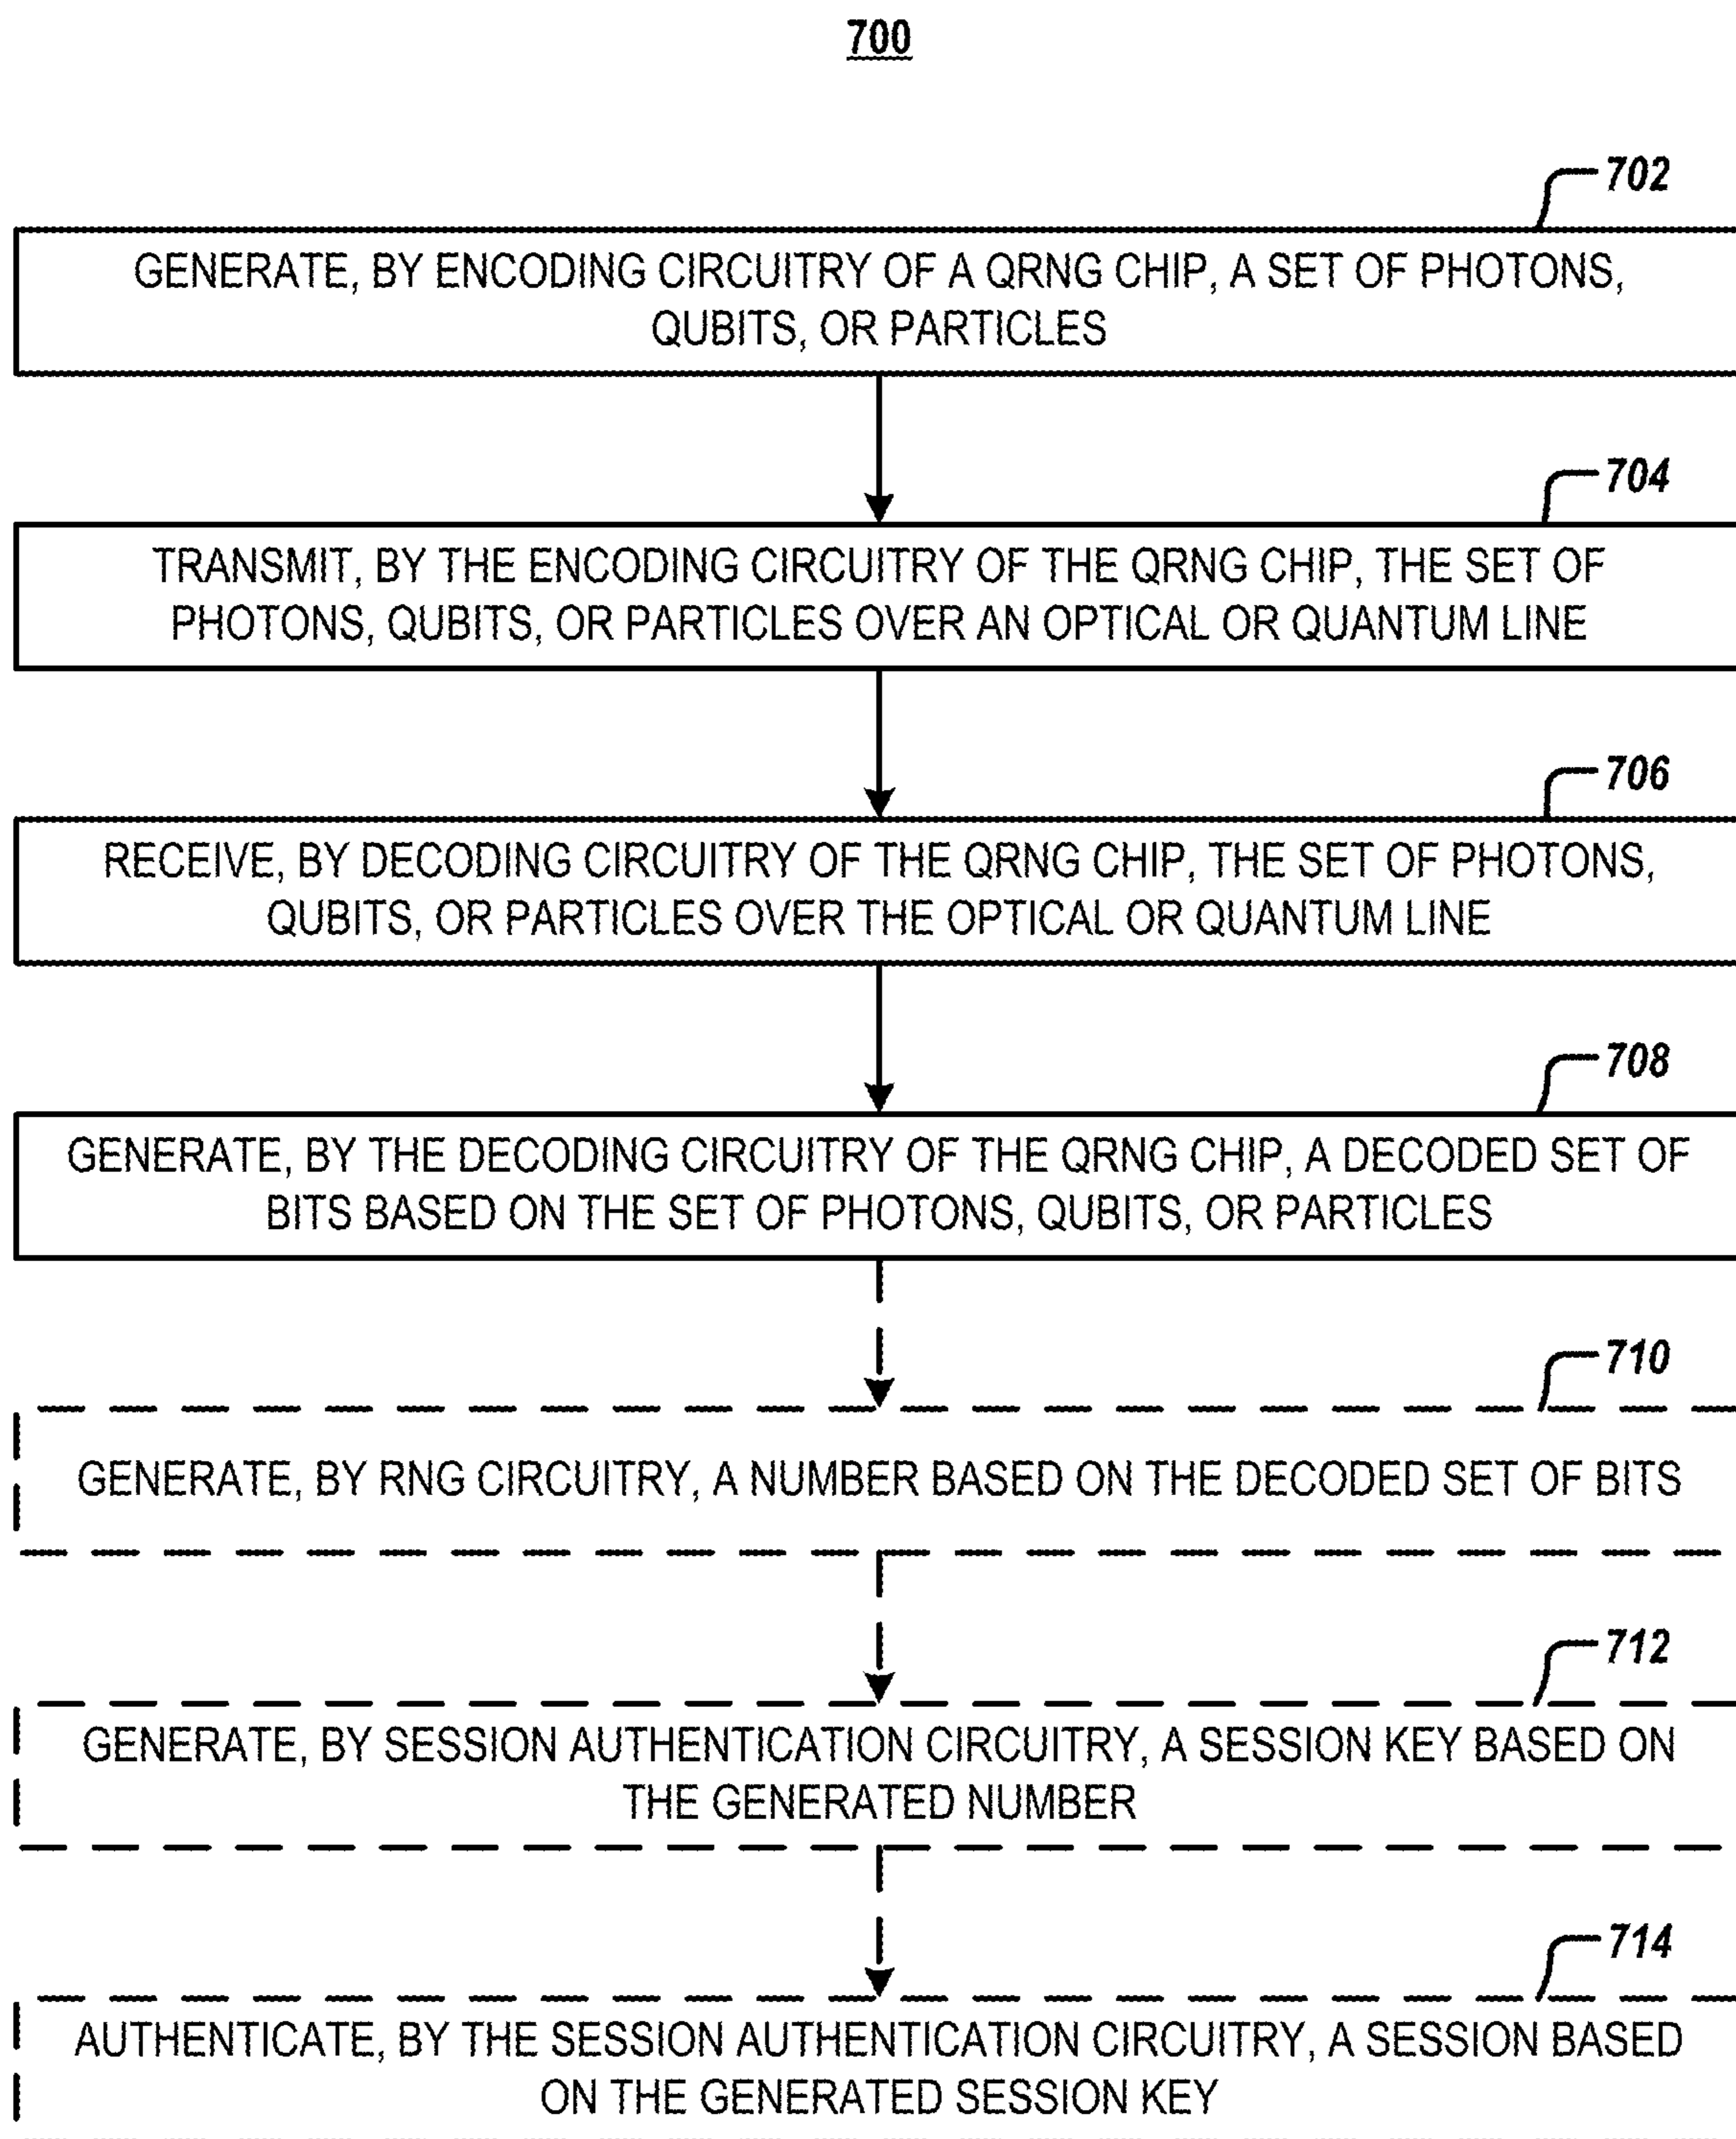 700
702
GENERATE, BY ENCODING CIRCUITRY OF A QRNG CHIP, A SET OF PHOTONS,
QUBITS, OR PARTICLES
704
TRANSMIT, BY THE ENCODING CIRCUITRY OF THE QRNG CHIP, THE SET OF
PHOTONS, QUBITS, OR PARTICLES OVER AN OPTICAL OR QUANTUM LINE
706
RECEIVE, BY DECODING CIRCUITRY OF THE QRNG CHIP, THE SET OF PHOTONS,
QUBITS, OR PARTICLES OVER THE OPTICAL OR QUANTUM LINE
708
GENERATE, BY THE DECODING CIRCUITRY OF THE QRNG CHIP, A DECODED SET OF
BITS BASED ON THE SET OF PHOTONS, QUBITS, OR PARTICLES
710
GENERATE, BY RNG CIRCUITRY, A NUMBER BASED ON THE DECODED SET OF BITS
712
GENERATE, BY SESSION AUTHENTICATION CIRCUITRY, A SESSION KEY BASED ON
THE GENERATED NUMBER
714
AUTHENTICATE, BY THE SESSION AUTHENTICATION CIRCUITRY, A SESSION BASED
ON THE GENERATED SESSION KEY